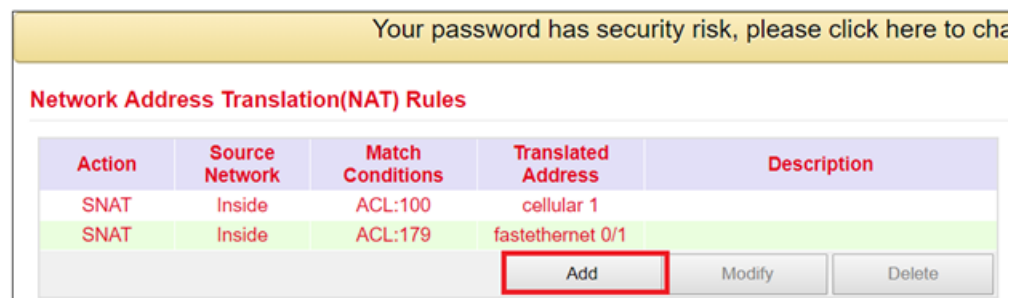 Your password has security risk, please click here to cha
Network Address Translation(NAT) Rules
Action Source Network Match Conditions Translated Address Description
SNAT Inside ACL:100 cellular 1
SNAT Inside ACL:179 fastethernet 0/1
Add Modify Delete